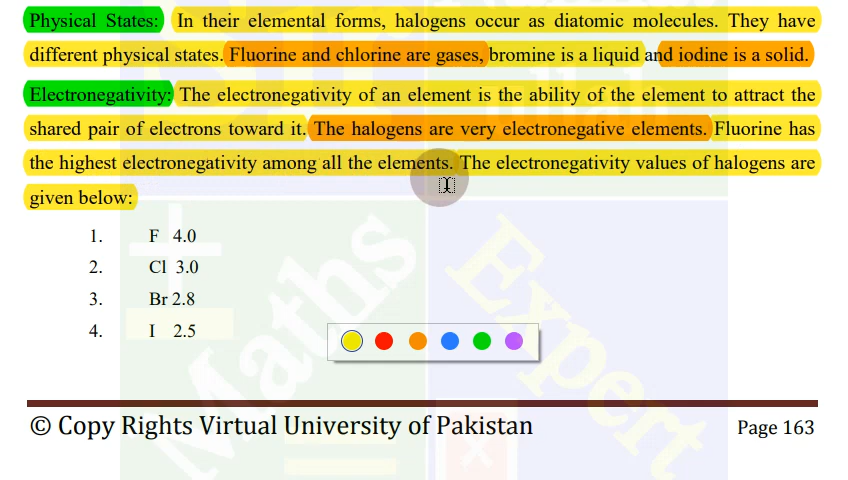 Physical States: In their elemental forms, halogens occur as diatomic molecules. They have
different physical states. Fluorine and chlorine are gases, bromine is a liquid and iodine is a solid.
Electronegativity: The electronegativity of an element is the ability of the element to attract the
shared pair of electrons toward it. The halogens are very electronegative elements. Fluorine has
the highest electronegativity among all the elements. The electronegativity values of halogens are
given below:
1. F 4.0
2. Cl 3.0
3. Br 2.8
4. I 2.5
Maths
Expert
© Copy Rights Virtual University of Pakistan
Page 163